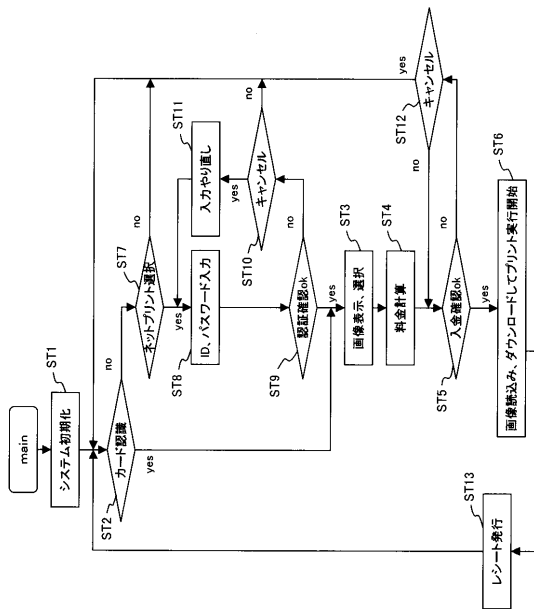 main
ST1
システム初期化
ST2
カード認識
no
yes
ST7
ネットプリント選択
no
yes
ST8
ID、パスワード入力
ST11
入力やり直し
yes
no
ST10
キャンセル
ST9
認証確認ok
no
yes
ST3
画像表示、選択
ST4
料金計算
ST12
キャンセル
yes
no
ST5
入金確認ok
no
yes
ST6
画像読込み、ダウンロードしてプリント実行開始
ST13
レシート発行